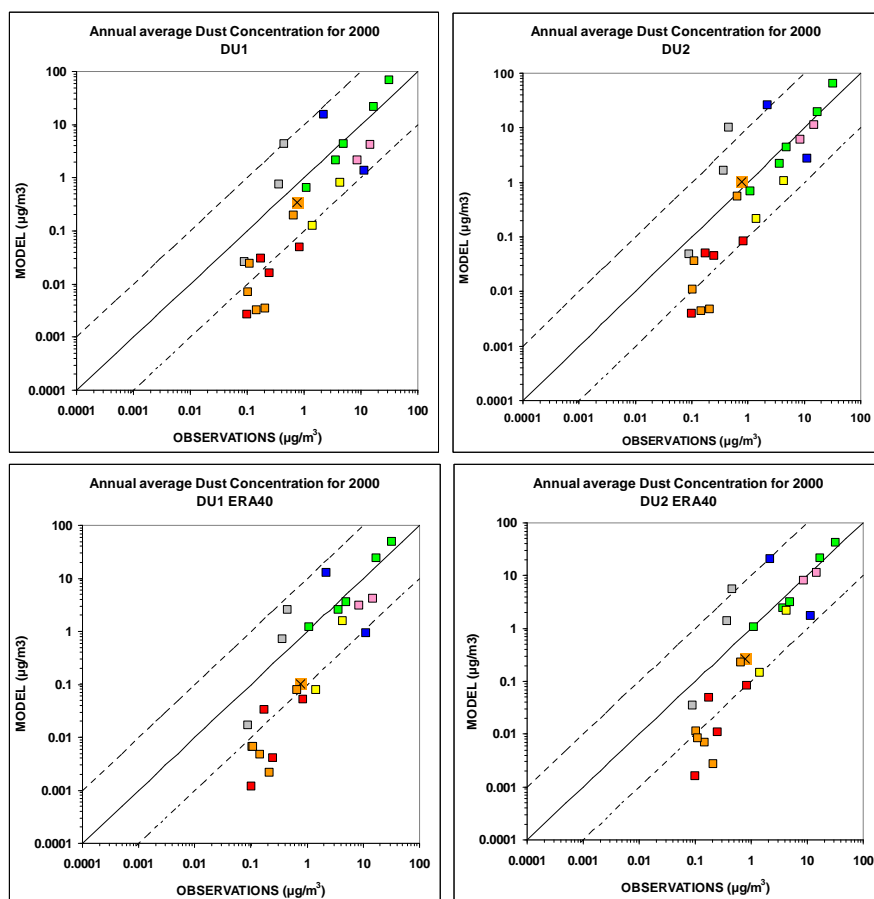 Annual average Dust Concentration for 2000
DU1
100
10
1
0.1
0.01
0.001
0.0001
MODEL (µg/m3)
0.0001 0.001 0.01 0.1 1 10 100
OBSERVATIONS (µg/m³)
Annual average Dust Concentration for 2000
DU2
100
10
1
0.1
0.01
0.001
0.0001
MODEL (µg/m3)
0.0001 0.001 0.01 0.1 1 10 100
OBSERVATIONS (µg/m³)
Annual average Dust Concentration for 2000
DU1 ERA40
100
10
1
0.1
0.01
0.001
0.0001
MODEL (µg/m3)
0.0001 0.001 0.01 0.1 1 10 100
OBSERVATIONS (µg/m³)
Annual average Dust Concentration for 2000
DU2 ERA40
100
10
1
0.1
0.01
0.001
0.0001
MODEL (µg/m3)
0.0001 0.001 0.01 0.1 1 10 100
OBSERVATIONS (µg/m³)